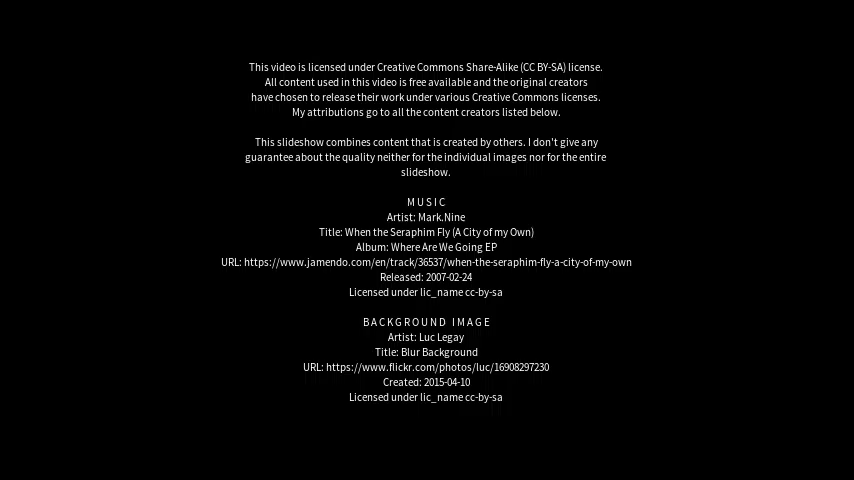 This video is licensed under Creative Commons Share-Alike (CC BY-SA) license.
All content used in this video is free available and the original creators
have chosen to release their work under various Creative Commons licenses.
My attributions go to all the content creators listed below.
This slideshow combines content that is created by others. I don't give any
guarantee about the quality neither for the individual images nor for the entire
slideshow.
MUSIC
Artist: Mark.Nine
Title: When the Seraphim Fly (A City of my Own)
Album: Where Are We Going EP
URL: https://www.jamendo.com/en/track/36537/when-the-seraphim-fly-a-city-of-my-own
Released: 2007-02-24
Licensed under lic_name cc-by-sa
BACKGROUND IMAGE
Artist: Luc Legay
Title: Blur Background
URL: https://www.flickr.com/photos/luc/16908297230
Created: 2015-04-10
Licensed under lic_name cc-by-sa